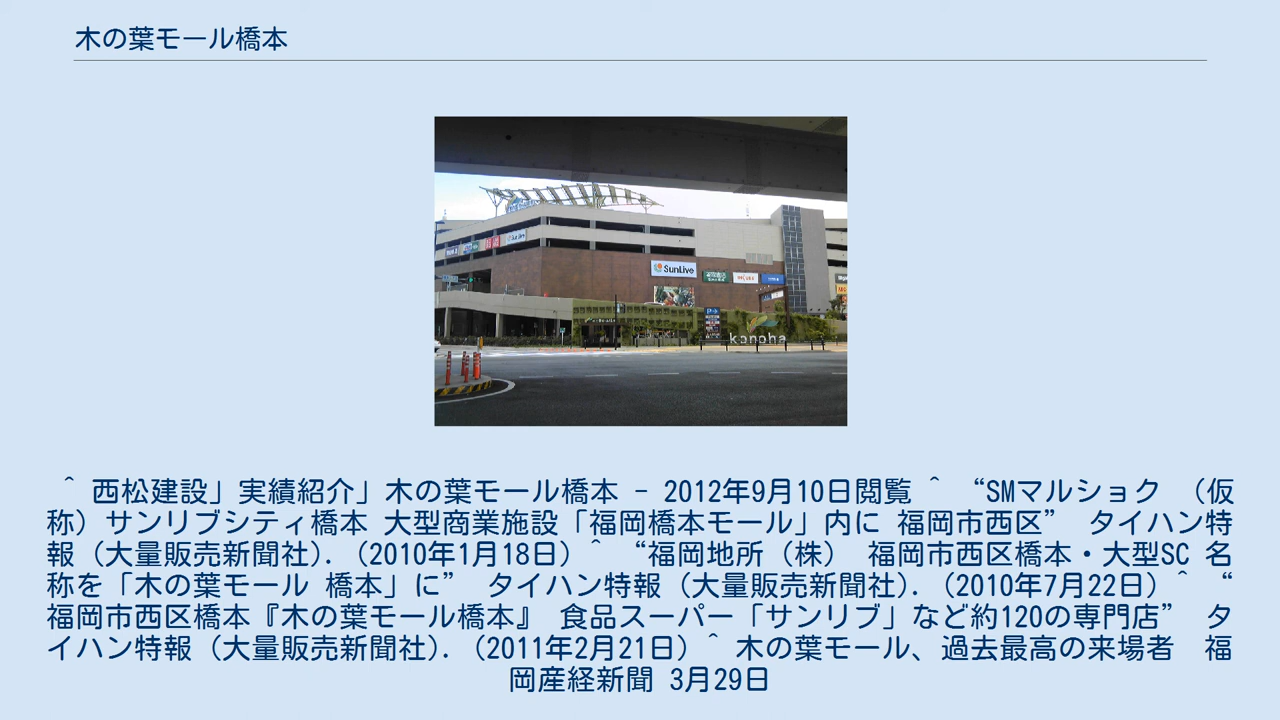 木の葉モール橋本
SunLive
SunLive
konoha
^ 西松建設」実績紹介」木の葉モール橋本 - 2012年9月10日閲覧 ^ “SMマルショク （仮
称）サンリブシティ橋本 大型商業施設「福岡橋本モール」内に 福岡市西区” タイハン特
報（大量販売新聞社）. （2010年1月18日）^ “福岡地所（株） 福岡市西区橋本・大型SC 名
称を「木の葉モール 橋本」に” タイハン特報（大量販売新聞社）. （2010年7月22日）^ “
福岡市西区橋本『木の葉モール橋本』 食品スーパー「サンリブ」など約120の専門店” タ
イハン特報（大量販売新聞社）. （2011年2月21日）^ 木の葉モール、過去最高の来場者 福
岡産経新聞 3月29日